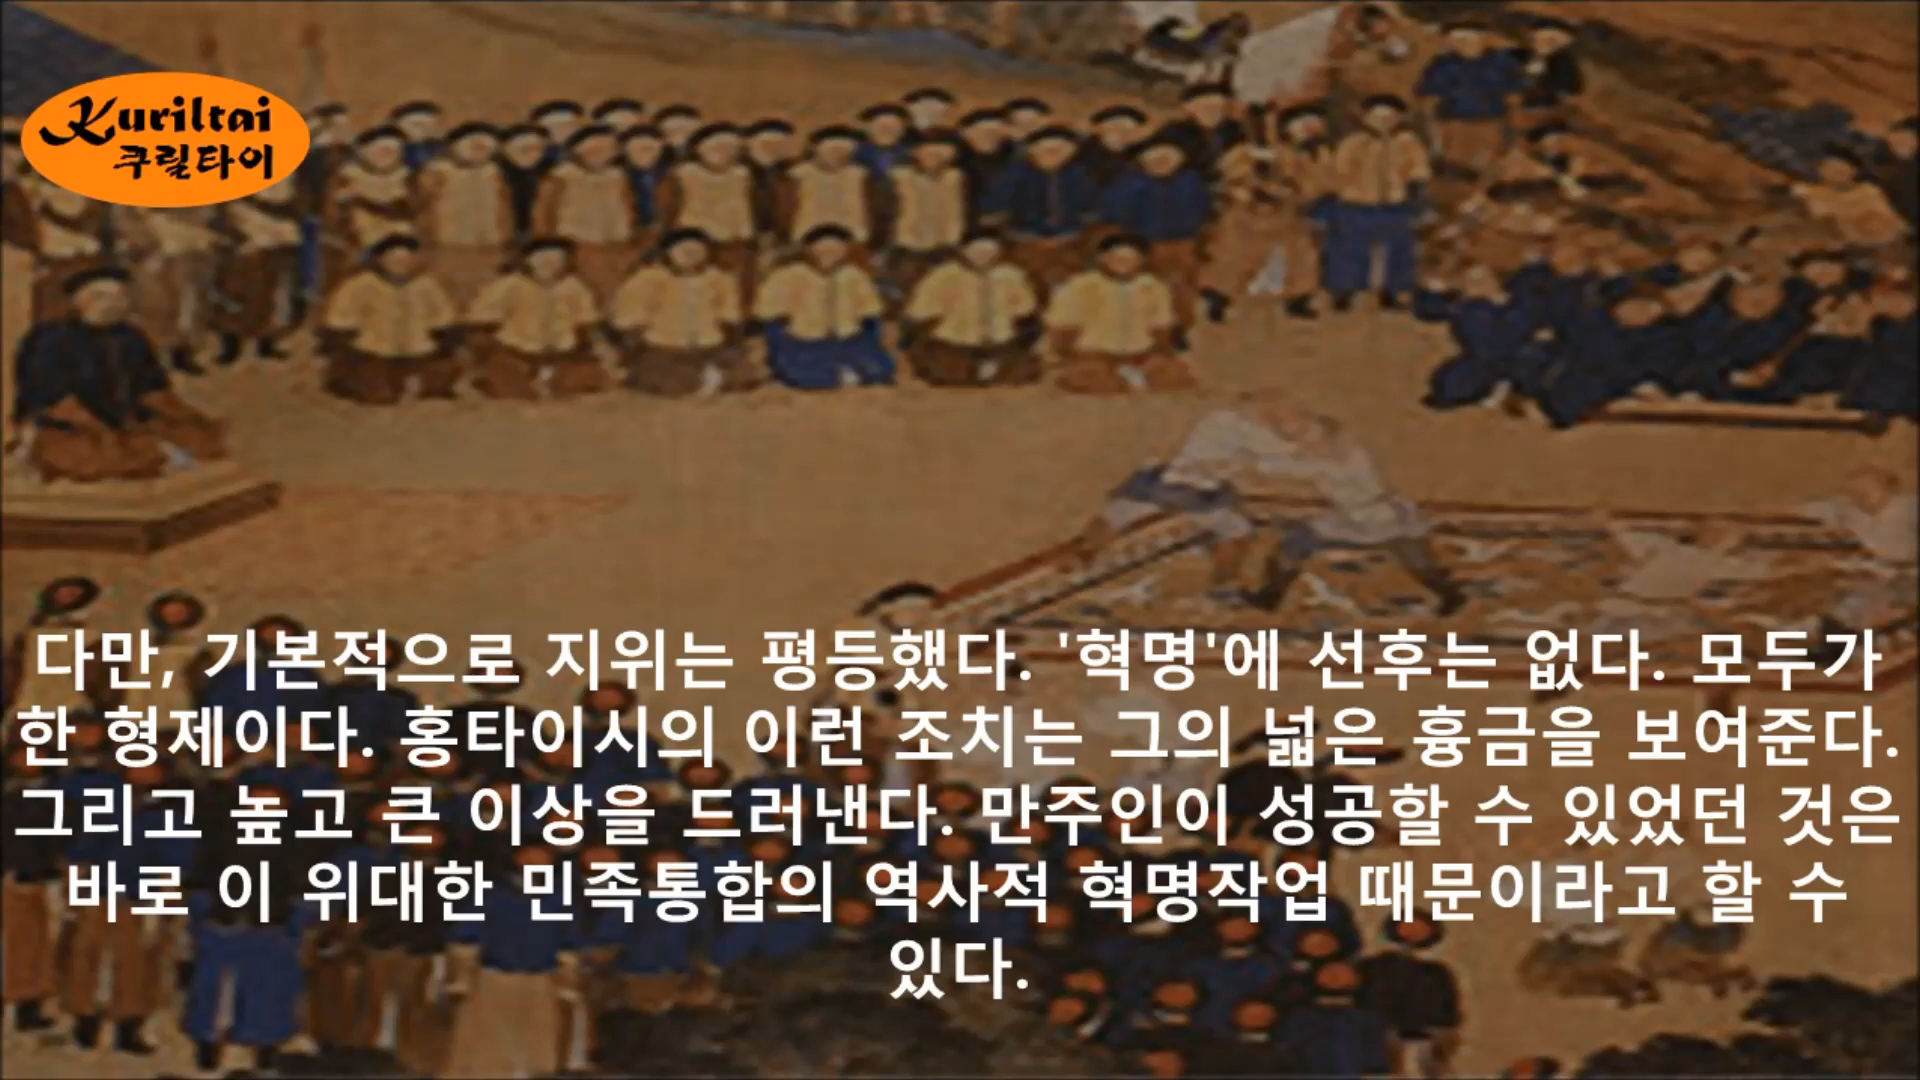 Kuriltai
쿠릴타이
다만, 기본적으로 지위는 평등했다. '혁명'에 선후는 없다. 모두가
한 형제이다. 홍타이시의 이런 조치는 그의 넓은 흉금을 보여준다.
그리고 높고 큰 이상을 드러낸다. 만주인이 성공할 수 있었던 것은
바로 이 위대한 민족통합의 역사적 혁명작업 때문이라고 할 수
있다.